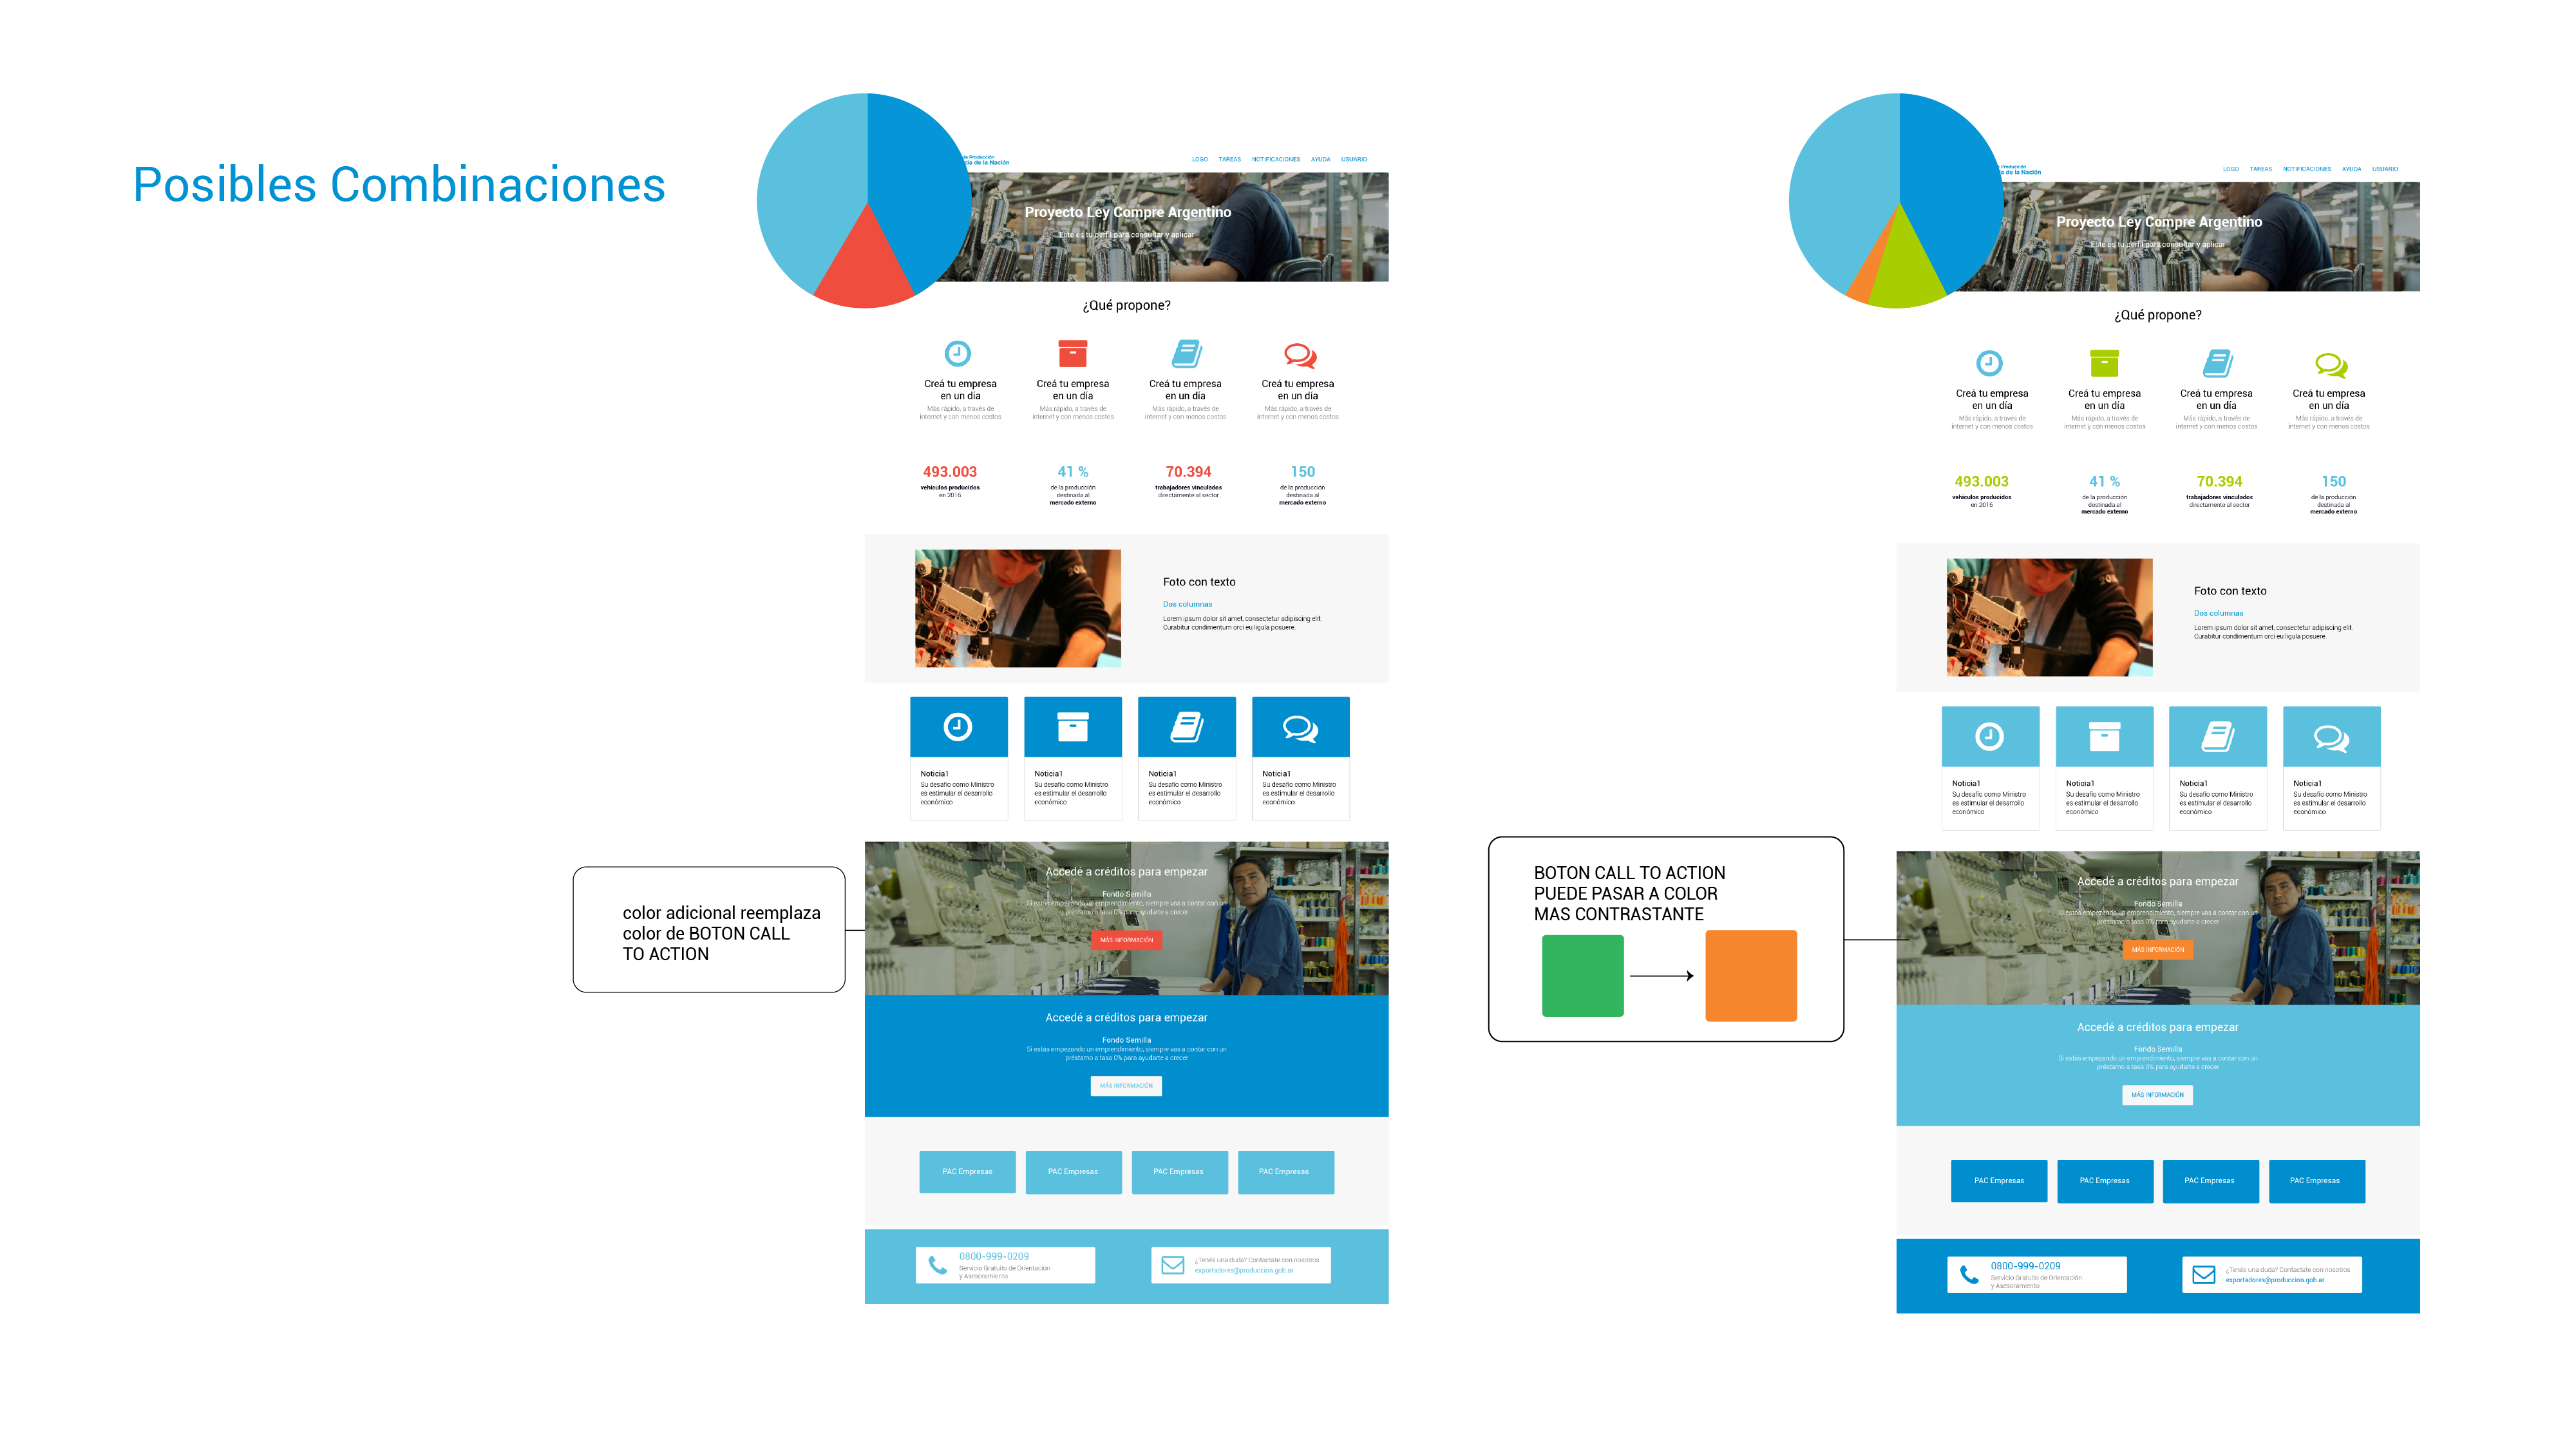 Posibles Combinaciones
de Producción
cia de la Nación
LOGO TAREAS NOTIFICACIONES AYUDA USUARIO
Proyecto Ley Compre Argentino
Ente es tu perfil para consultar y aplicar
¿Qué propone?
Creá tu empresa
en un día
Más rápido, a través de
internet y con menos costos
Creá tu empresa
en un día
Más rápido, a través de
internet y con menos costos
Creá tu empresa
en un día
Más rápido, a través de
internet y con menos costos
Creá tu empresa
en un día
Más rápido, a través de
internet y con menos costos
493.003
vehículos producidos
en 2016
41 %
de la producción
destinada al
mercado externo
70.394
trabajadores vinculados
directamente al sector
150
de la producción
destinada al
mercado externo
Foto con texto
Dos columnas
Lorem ipsum dolor sit amet, consectetur adipiscing elit.
Curabitur condimentum orci eu ligula posuere.
Noticia1
Su desafío como Ministro
es estimular el desarrollo
económico
Noticia1
Su desafío como Ministro
es estimular el desarrollo
económico
Noticia1
Su desafío como Ministro
es estimular el desarrollo
económico
Noticia1
Su desafío como Ministro
es estimular el desarrollo
económico
color adicional reemplaza
color de BOTON CALL
TO ACTION
Accedé a créditos para empezar
Fondo Semilla
Si estás empezando un emprendimiento, siempre vas a contar con un
préstamo a tasa 0% para ayudarte a crecer
MÁS INFORMACIÓN
Accedé a créditos para empezar
Fondo Semilla
Si estás empezando un emprendimiento, siempre vas a contar con un
préstamo a tasa 0% para ayudarte a crecer
MÁS INFORMACIÓN
PAC Empresas PAC Empresas PAC Empresas PAC Empresas
0800-999-0209
Servicio Gratuito de Orientación
y Asesoramiento
¿Tenés una duda? Contactate con nosotros
exportadores@produccion.gob.ar
Producción
a de la Nación
LOGO TAREAS NOTIFICACIONES AYUDA USUARIO
Proyecto Ley Compre Argentino
Ente es tu perfil para consultar y aplicar
¿Qué propone?
Creá tu empresa
en un día
Más rápido, a través de
internet y con menos costos
Creá tu empresa
en un día
Más rápido, a través de
internet y con menos costos
Creá tu empresa
en un día
Más rápido, a través de
internet y con menos costos
Creá tu empresa
en un día
Más rápido, a través de
internet y con menos costos
493.003
vehículos producidos
en 2016
41 %
de la producción
destinada al
mercado externo
70.394
trabajadores vinculados
directamente al sector
150
de la producción
destinada al
mercado externo
Foto con texto
Dos columnas
Lorem ipsum dolor sit amet, consectetur adipiscing elit.
Curabitur condimentum orci eu ligula posuere.
Noticia1
Su desafío como Ministro
es estimular el desarrollo
económico
Noticia1
Su desafío como Ministro
es estimular el desarrollo
económico
Noticia1
Su desafío como Ministro
es estimular el desarrollo
económico
Noticia1
Su desafío como Ministro
es estimular el desarrollo
económico
BOTON CALL TO ACTION
PUEDE PASAR A COLOR
MAS CONTRASTANTE
Accedé a créditos para empezar
Fondo Semilla
Si estás empezando un emprendimiento, siempre vas a contar con un
préstamo a tasa 0% para ayudarte a crecer
MÁS INFORMACIÓN
Accedé a créditos para empezar
Fondo Semilla
Si estás empezando un emprendimiento, siempre vas a contar con un
préstamo a tasa 0% para ayudarte a crecer
MÁS INFORMACIÓN
PAC Empresas PAC Empresas PAC Empresas PAC Empresas
0800-999-0209
Servicio Gratuito de Orientación
y Asesoramiento
¿Tenés una duda? Contactate con nosotros
exportadores@produccion.gob.ar